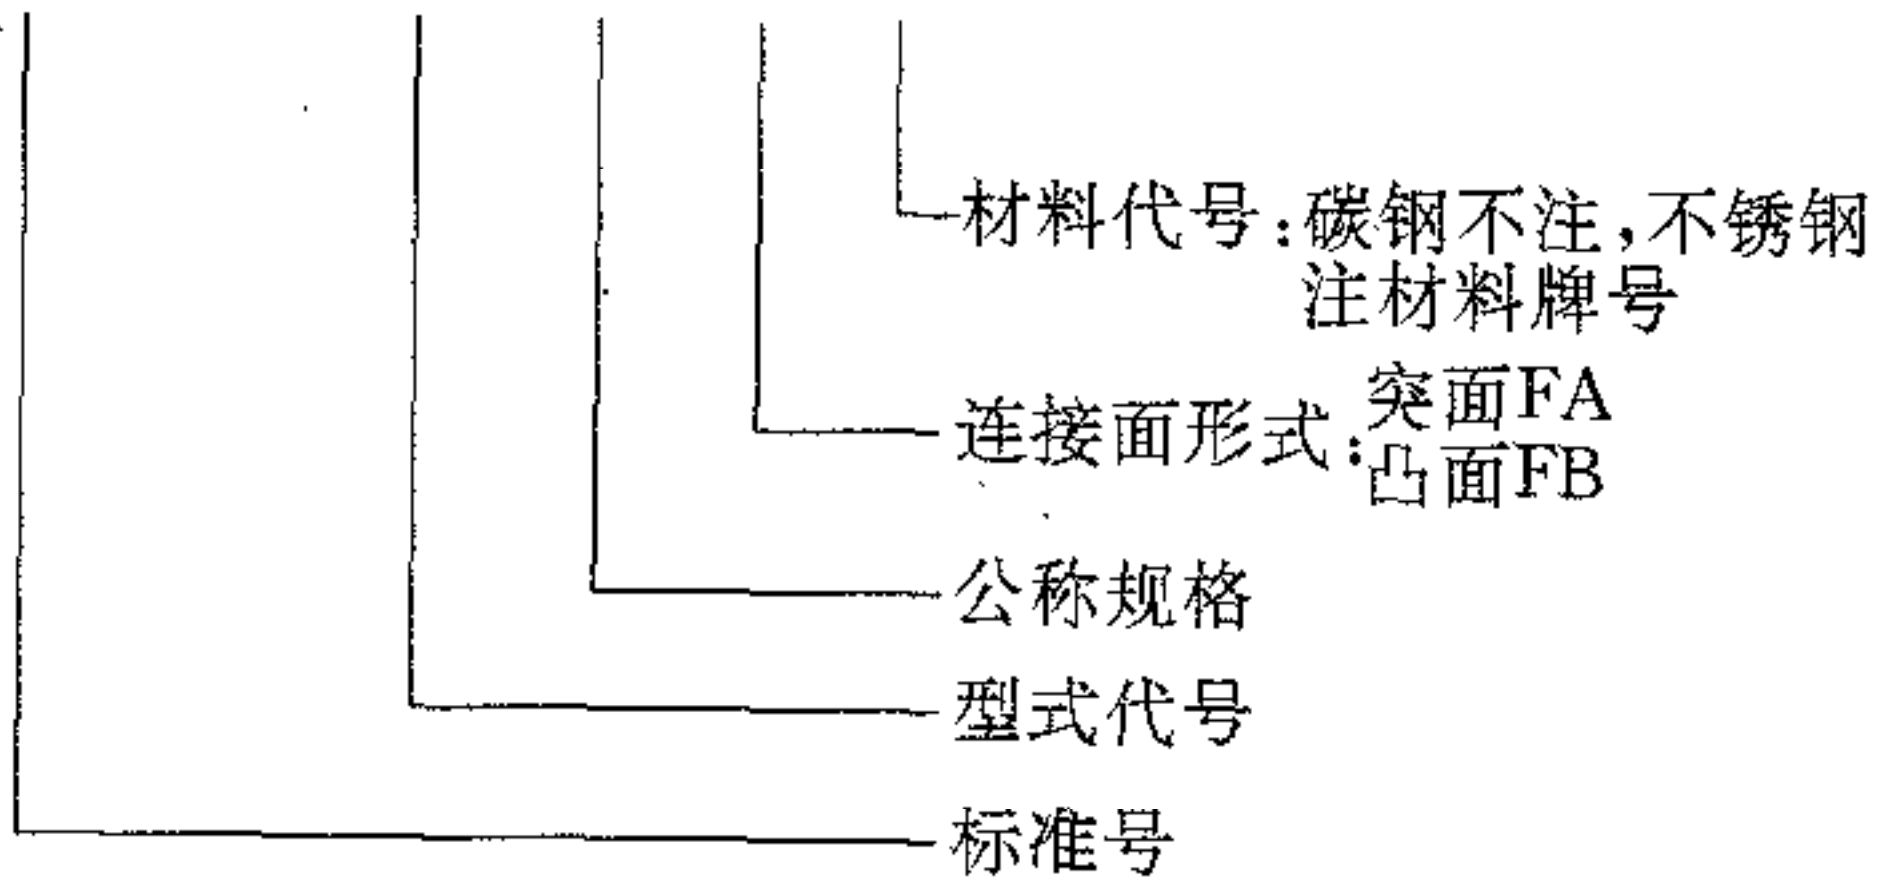 材料代号:碳钢不注,不锈钢
注材料牌号
连接面形式:突面FA
凸面FB
公称规格
型式代号
标准号